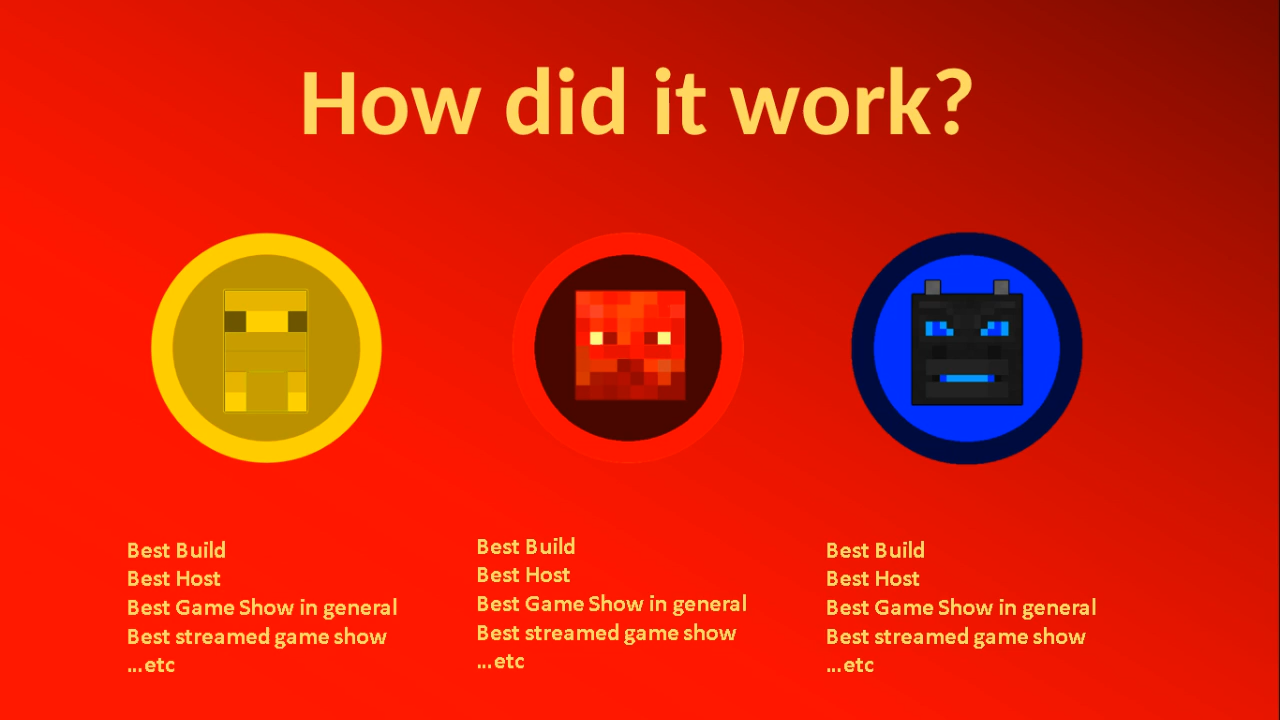 How did it work?
Best Build
Best Host
Best Game Show in general
Best streamed game show
...etc
Best Build
Best Host
Best Game Show in general
Best streamed game show
...etc
Best Build
Best Host
Best Game Show in general
Best streamed game show
...etc